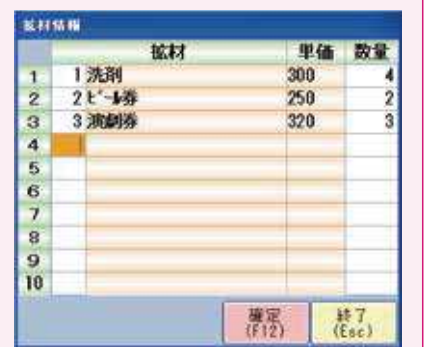 拡材情報
拡材 単価 数量
1 1 洗剤 300 4
2 2 ﾋﾞｰﾙ券 250 2
3 3 演劇券 320 3
4
5
6
7
8
9
10
確定 終了
(F12) (Esc)